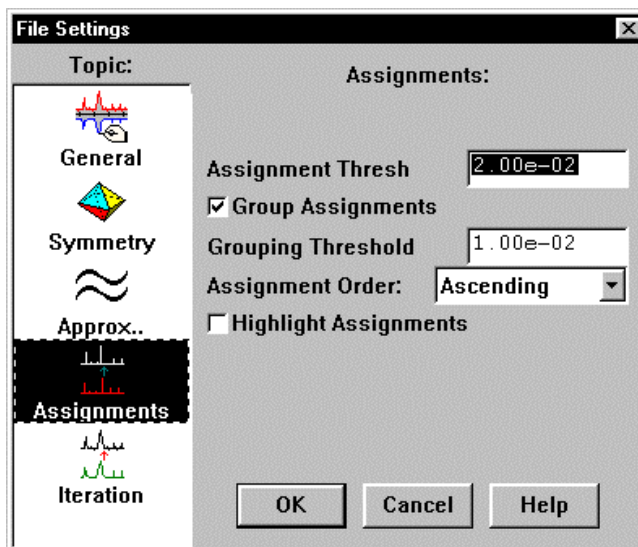 File Settings
Topic:
General
Symmetry
Approx..
Assignments
Iteration
Assignments:
Assignment Thresh 2.00e-02
Group Assignments
Grouping Threshold 1.00e-02
Assignment Order: Ascending
Highlight Assignments
OK Cancel Help